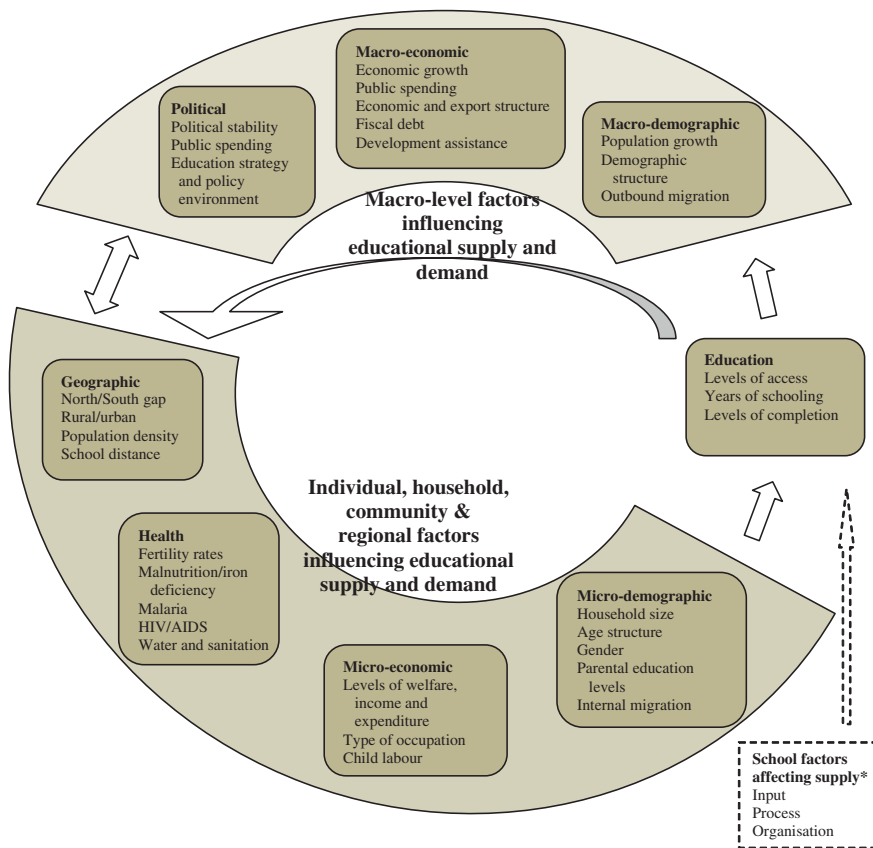 Macro-economic
Economic growth
Public spending
Economic and export structure
Fiscal debt
Development assistance
Political
Political stability
Public spending
Education strategy
and policy
environment
Macro-demographic
Population growth
Demographic
structure
Outbound migration
Macro-level factors
influencing
educational supply and
demand
Education
Levels of access
Years of schooling
Levels of completion
Geographic
North/South gap
Rural/urban
Population density
School distance
Individual, household,
community &
regional factors
influencing educational
supply and demand
Health
Fertility rates
Malnutrition/iron
deficiency
Malaria
HIV/AIDS
Water and sanitation
Micro-demographic
Household size
Age structure
Gender
Parental education
levels
Internal migration
Micro-economic
Levels of welfare,
income and
expenditure
Type of occupation
Child labour
School factors
affecting supply*
Input
Process
Organisation